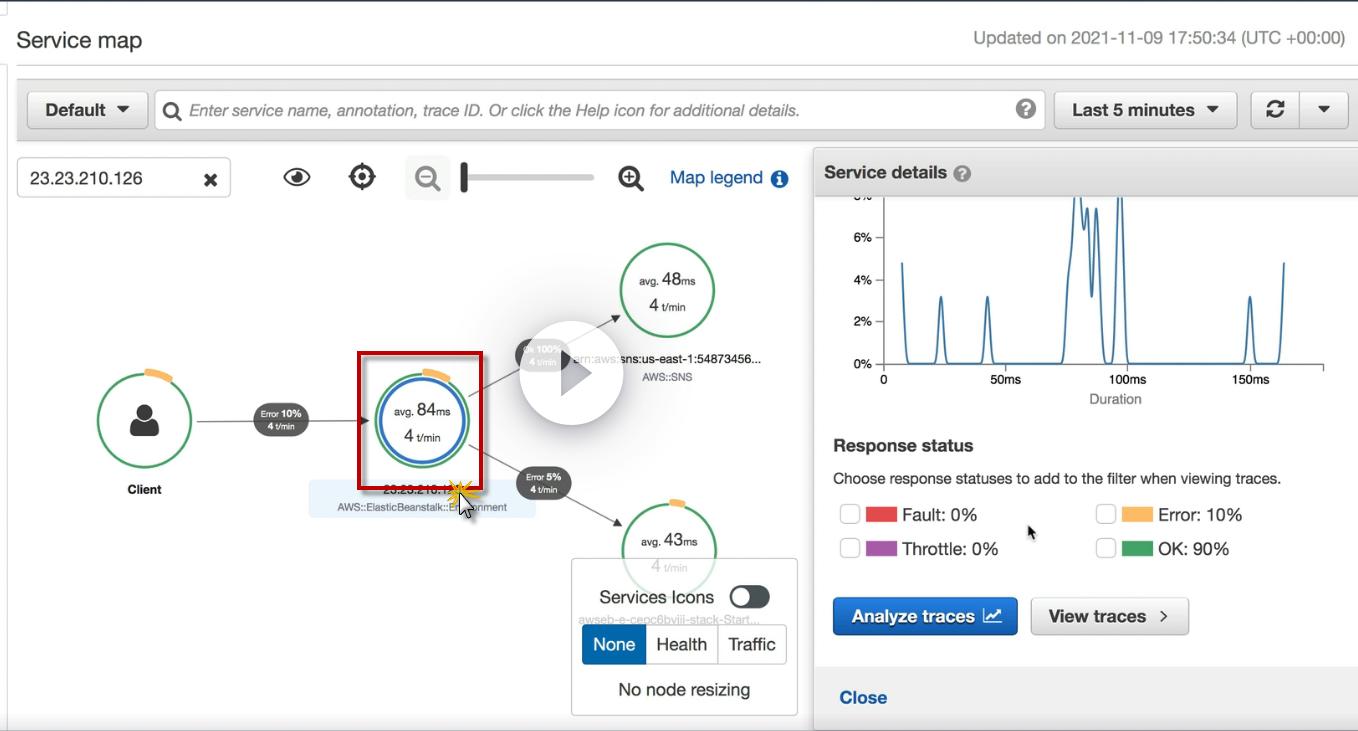 Service map
Updated on 2021-11-09 17:50:34 (UTC +00:00)
Default
Enter service name, annotation, trace ID. Or click the Help icon for additional details.
?
Last 5 minutes
23.23.210.126
Map legend i
avg. 48ms
4 t/min
Ok 100%
4 t/min
arn:aws:sns:us-east-1:54873456...
AWS::SNS
avg. 84ms
4 t/min
Error 10%
4 t/min
Client
23.23.210.1
AWS::ElasticBeanstalk::Environment
Error 5%
4 t/min
avg. 43ms
4 t/min
Services Icons
None
Health
Traffic
No node resizing
Service details ?
8%
6%
4%
2%
0%
0
50ms
100ms
150ms
Duration
Response status
Choose response statuses to add to the filter when viewing traces.
Fault: 0%
Error: 10%
Throttle: 0%
OK: 90%
Analyze traces
View traces >
Close